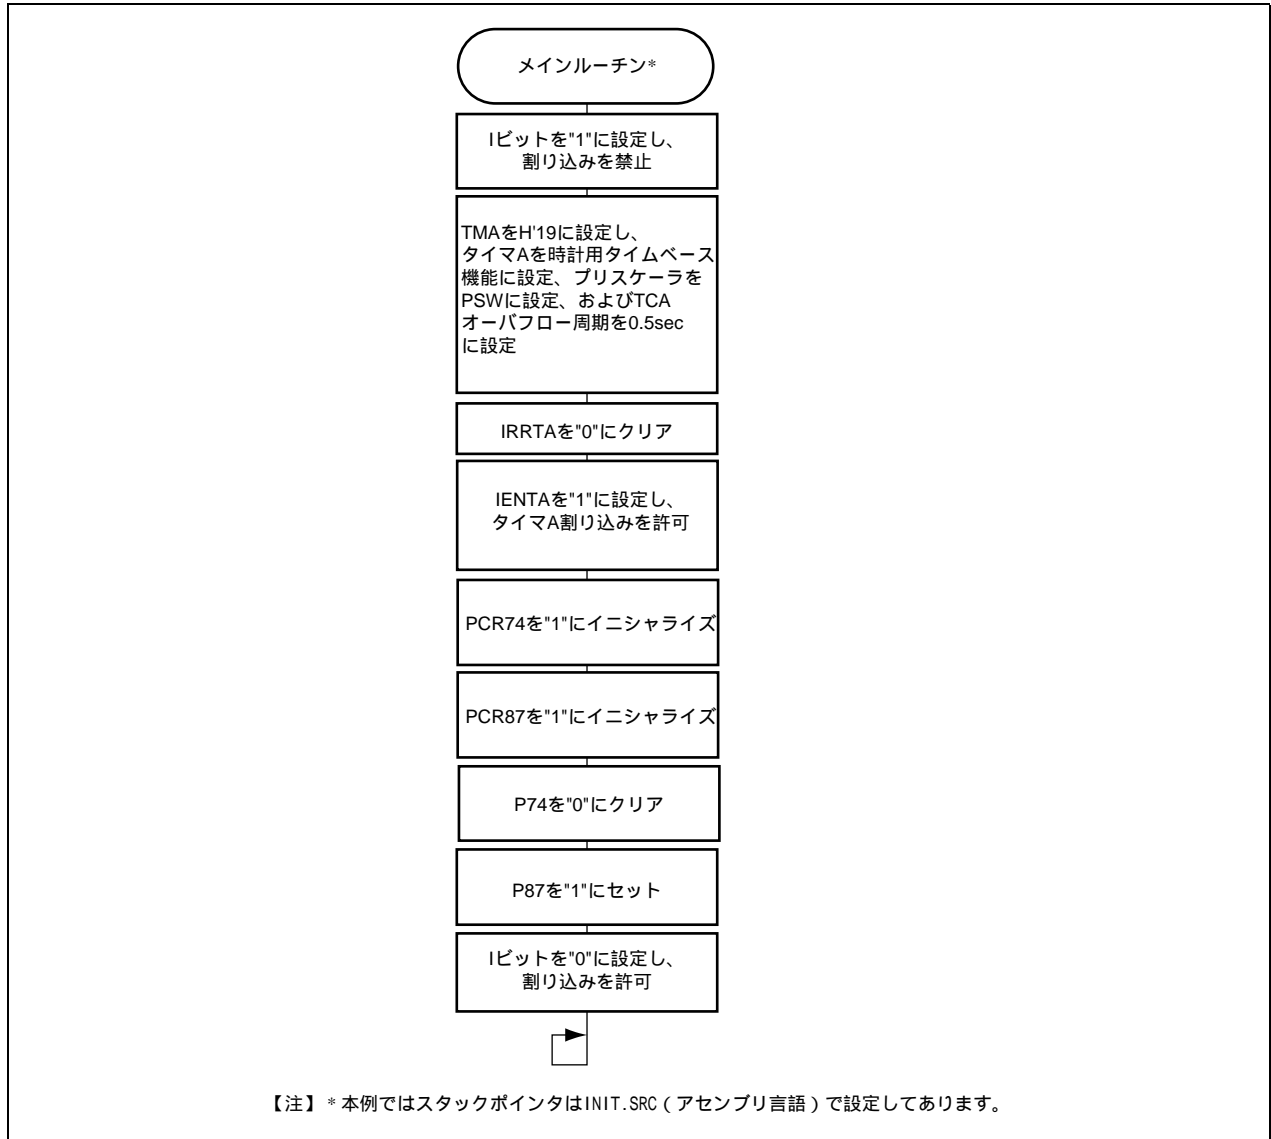 メインルーチン*
Iビットを"1"に設定し、
割り込みを禁止
TMAをH'19に設定し、
タイマAを時計用タイムベース
機能に設定、プリスケーラを
PSWに設定、およびTCA
オーバフロー周期を0.5sec
に設定
IRRTAを"0"にクリア
IENTAを"1"に設定し、
タイマA割り込みを許可
PCR74を"1"にイニシャライズ
PCR87を"1"にイニシャライズ
P74を"0"にクリア
P87を"1"にセット
Iビットを"0"に設定し、
割り込みを許可
【注】 * 本例ではスタックポインタはINIT.SRC（アセンブリ言語）で設定してあります。